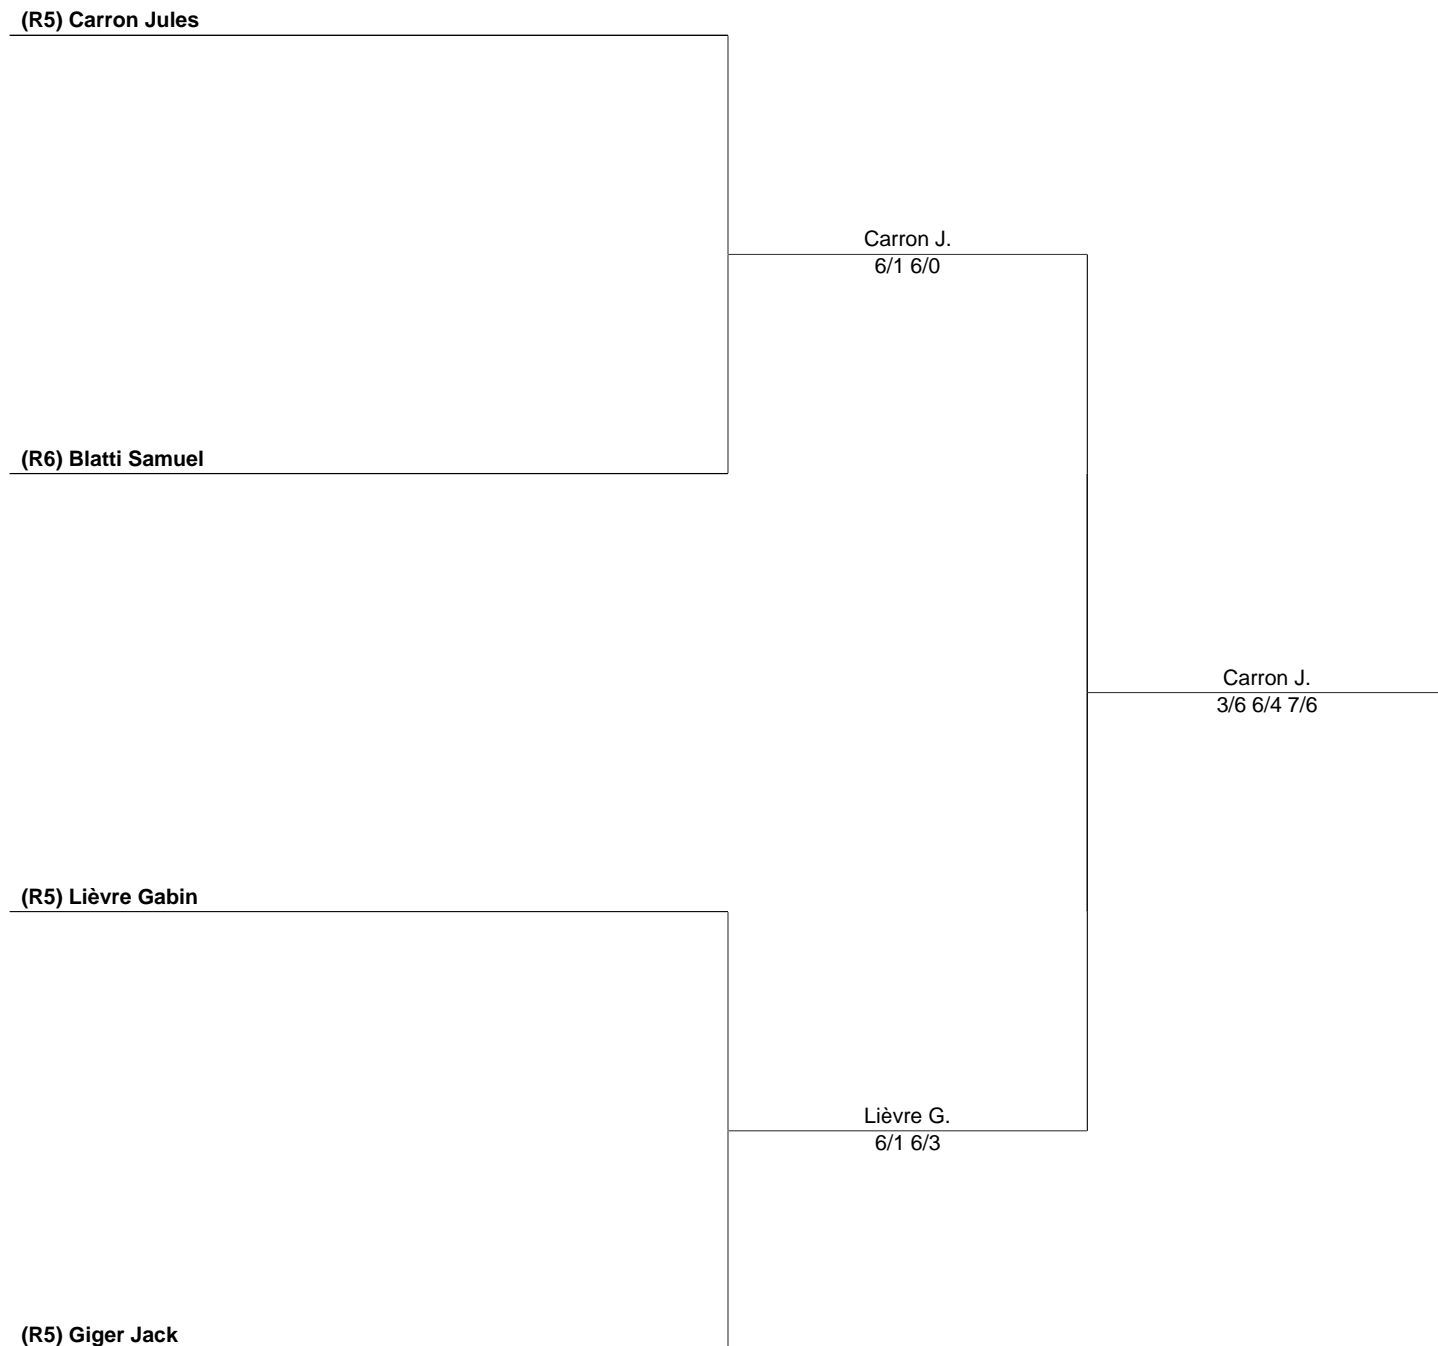 (R5) Carron Jules
Carron J.
6/1 6/0
(R6) Blatti Samuel
Carron J.
3/6 6/4 7/6
(R5) Lièvre Gabin
Lièvre G.
6/1 6/3
(R5) Giger Jack